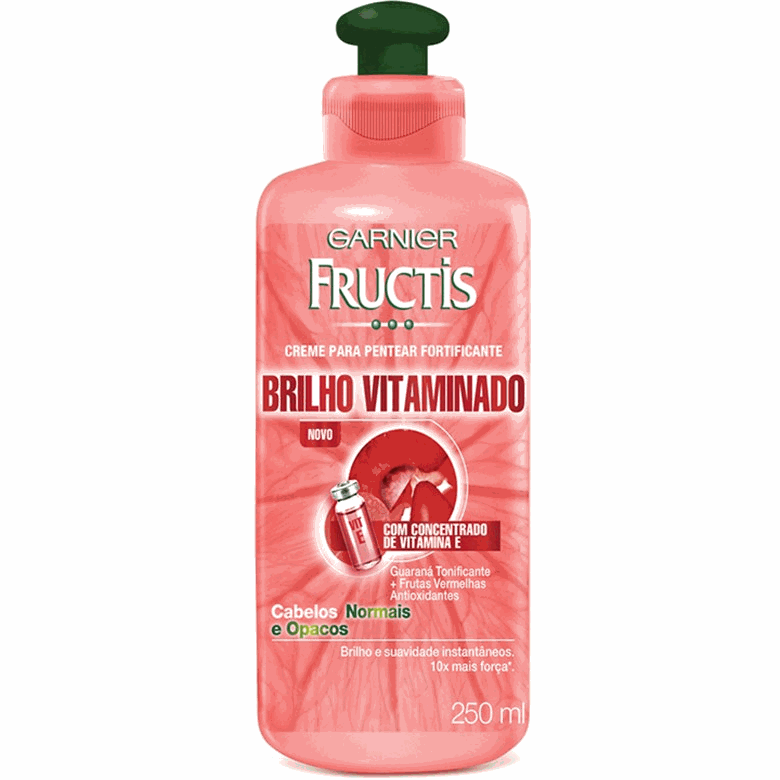 GARNIER
FRUCTIS
CREME PARA PENTEAR FORTIFICANTE
BRILHO VITAMINADO
NOVO
VIT
E
COM CONCENTRADO
DE VITAMINA E
Guaraná Tonificante
+ Frutas Vermelhas
Antioxidantes
Cabelos Normais
e Opacos
Brilho e suavidade instantâneos.
10x mais força*.
250 ml